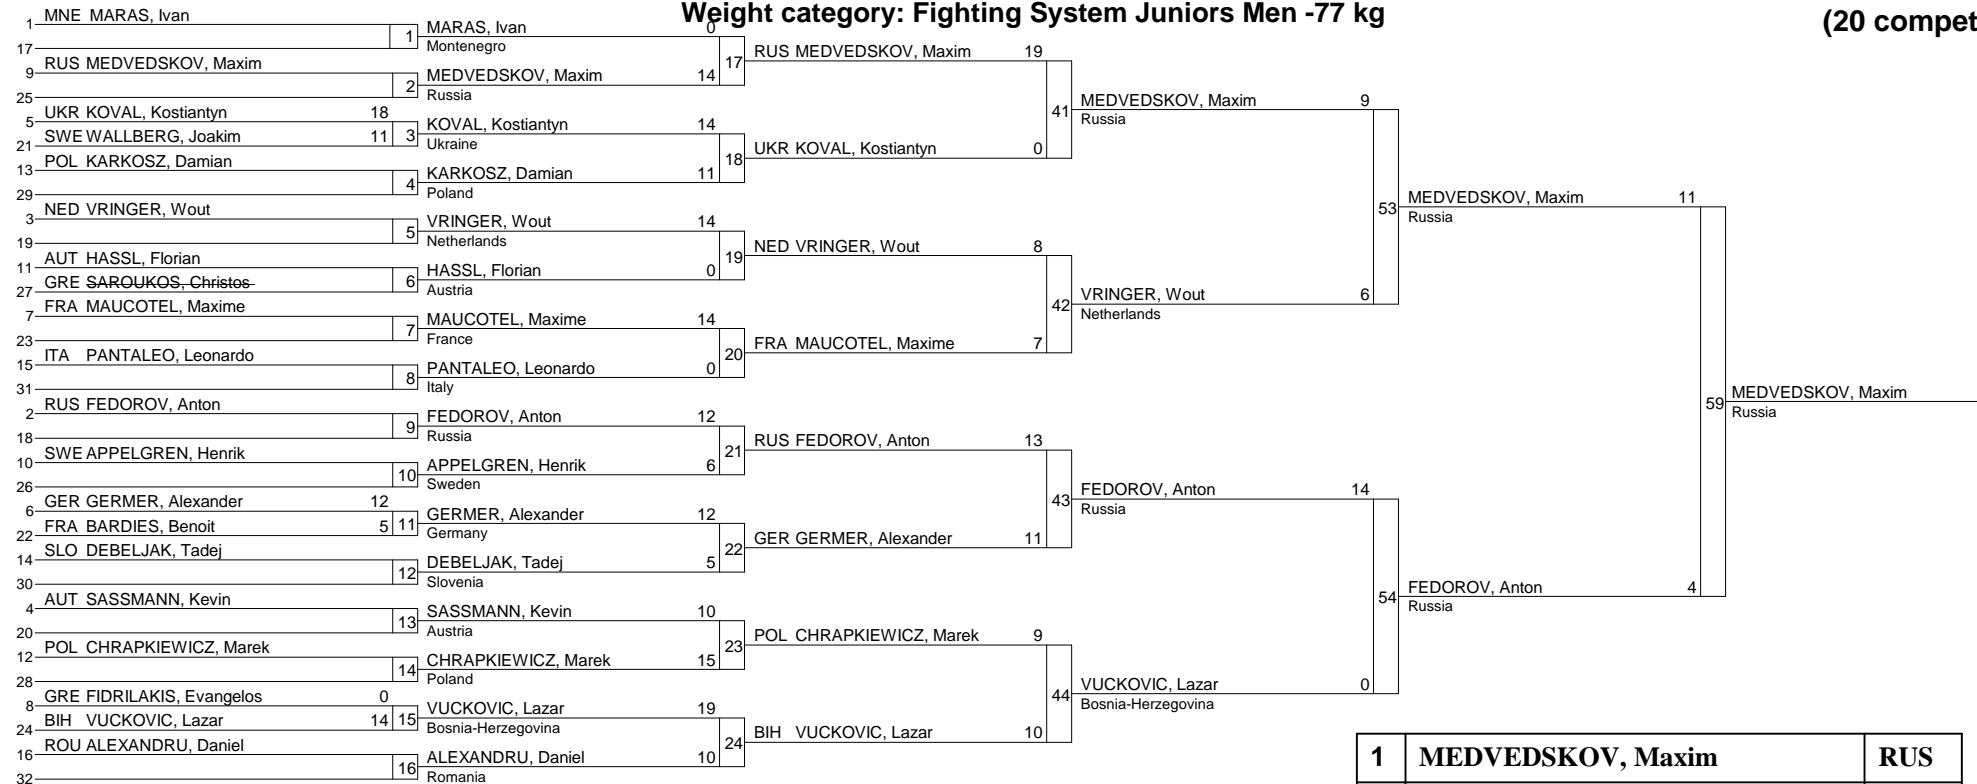 Weight category: Fighting System Juniors Men -77 kg
(20 compet
1 MNE MARAS, Ivan
17
1
9 RUS MEDVEDSKOV, Maxim
25
2
5 UKR KOVAL, Kostiantyn 18
21 SWE WALLBERG, Joakim 11
3
13 POL KARKOSZ, Damian
29
4
3 NED VRINGER, Wout
19
5
11 AUT HASSL, Florian
27 GRE SAROUKOS, Christos
6
7 FRA MAUCOTEL, Maxime
23
7
15 ITA PANTALEO, Leonardo
31
8
2 RUS FEDOROV, Anton
18
9
10 SWE APPELGREN, Henrik
26
10
6 GER GERMER, Alexander 12
22 FRA BARDIES, Benoit 5
11
14 SLO DEBELJAK, Tadej
30
12
4 AUT SASSMANN, Kevin
20
13
12 POL CHRAPKIEWICZ, Marek
28
14
8 GRE FIDRILAKIS, Evangelos 0
24 BIH VUCKOVIC, Lazar 14
15
16 ROU ALEXANDRU, Daniel
32
16
MARAS, Ivan 0
Montenegro
17
MEDVEDSKOV, Maxim 14
Russia
KOVAL, Kostiantyn 14
Ukraine
18
KARKOSZ, Damian 11
Poland
VRINGER, Wout 14
Netherlands
19
HASSL, Florian 0
Austria
MAUCOTEL, Maxime 14
France
20
PANTALEO, Leonardo 0
Italy
FEDOROV, Anton 12
Russia
21
APPELGREN, Henrik 6
Sweden
GERMER, Alexander 12
Germany
22
DEBELJAK, Tadej 5
Slovenia
SASSMANN, Kevin 10
Austria
23
CHRAPKIEWICZ, Marek 15
Poland
VUCKOVIC, Lazar 19
Bosnia-Herzegovina
24
ALEXANDRU, Daniel 10
Romania
RUS MEDVEDSKOV, Maxim 19
41
UKR KOVAL, Kostiantyn 0
NED VRINGER, Wout 8
42
FRA MAUCOTEL, Maxime 7
RUS FEDOROV, Anton 13
43
GER GERMER, Alexander 11
POL CHRAPKIEWICZ, Marek 9
44
BIH VUCKOVIC, Lazar 10
MEDVEDSKOV, Maxim 9
Russia
53
VRINGER, Wout 6
Netherlands
FEDOROV, Anton 14
Russia
54
VUCKOVIC, Lazar 0
Bosnia-Herzegovina
MEDVEDSKOV, Maxim 11
Russia
59
FEDOROV, Anton 4
Russia
MEDVEDSKOV, Maxim
Russia
1 MEDVEDSKOV, Maxim RUS